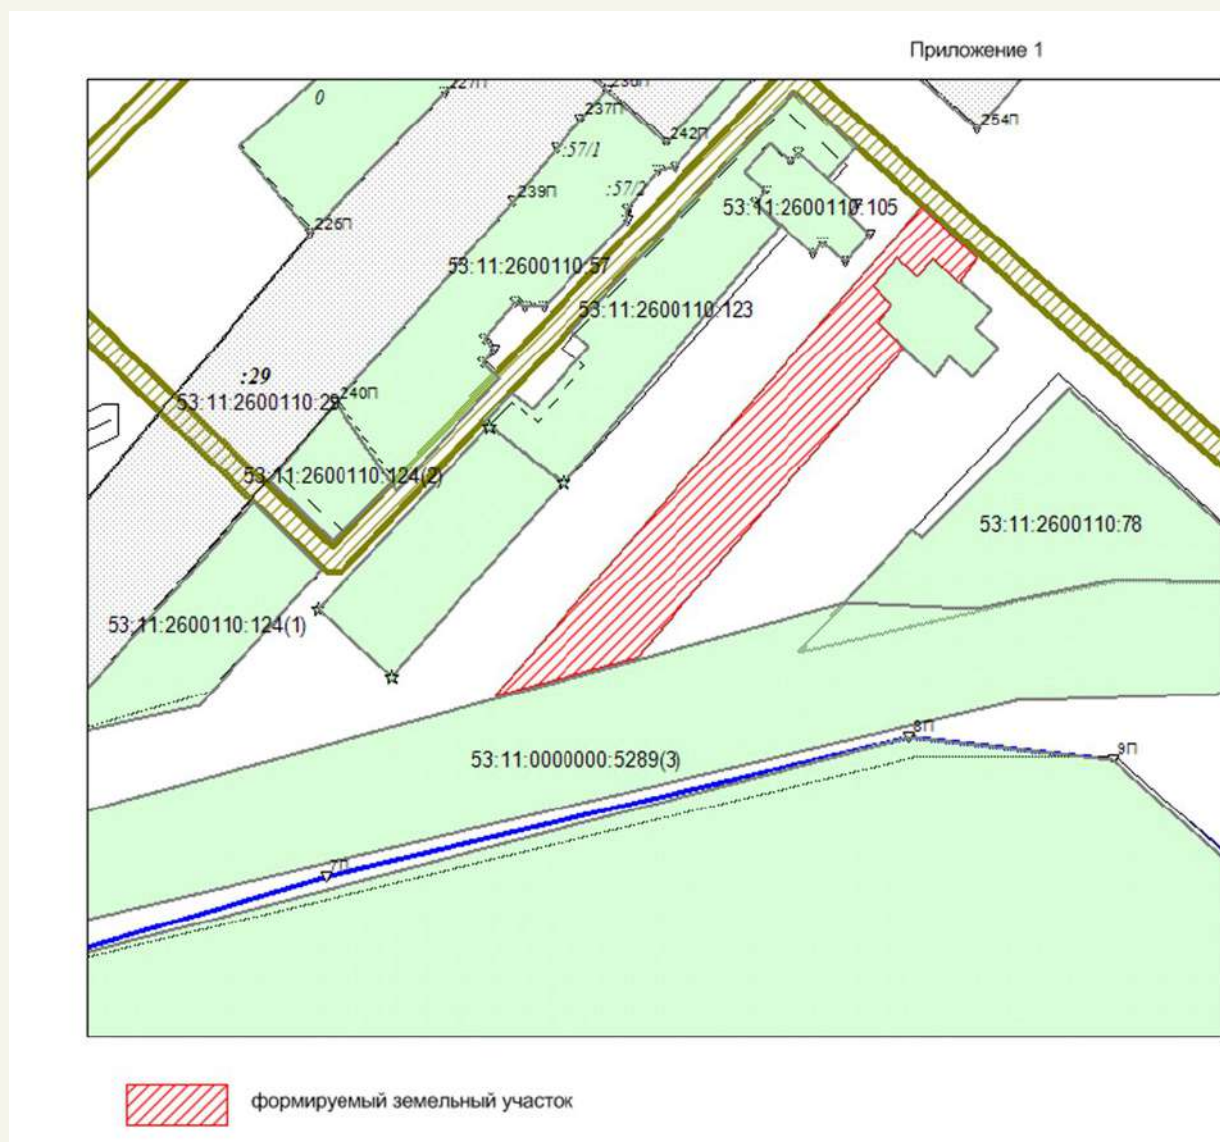 Приложение 1
0
227П
236П
237П
254П
242П
:57/1
:57/2
239П
53:11:2600110:105
226П
53:11:2600110:57
53:11:2600110:123
:29
240П
53:11:2600110:29
53:11:2600110:124(2)
53:11:2600110:78
53:11:2600110:124(1)
8П
9П
53:11:0000000:5289(3)
7П
формируемый земельный участок